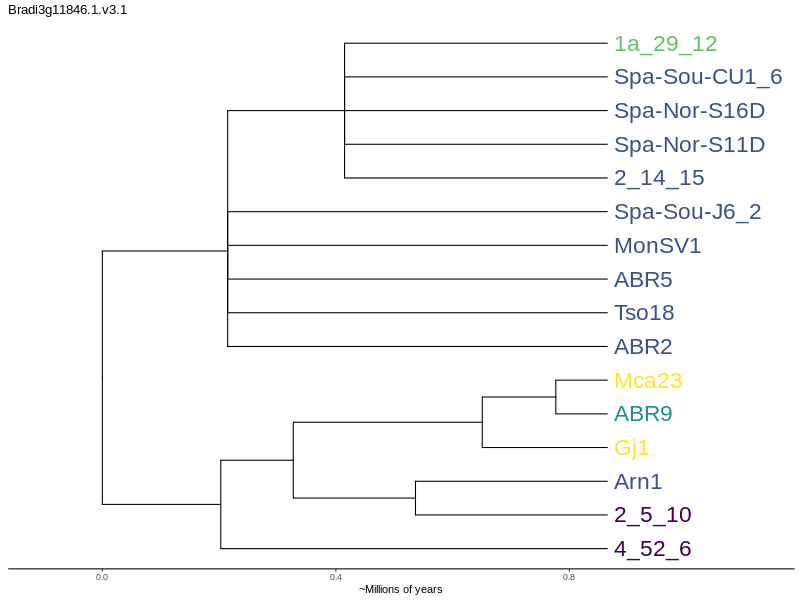 Bradi3g11846.1.v3.1
1a_29_12
Spa-Sou-CU1_6
Spa-Nor-S16D
Spa-Nor-S11D
2_14_15
Spa-Sou-J6_2
MonSV1
ABR5
Tso18
ABR2
Mca23
ABR9
Gj1
Arn1
2_5_10
4_52_6
0.0 0.4 0.8
~Millions of years